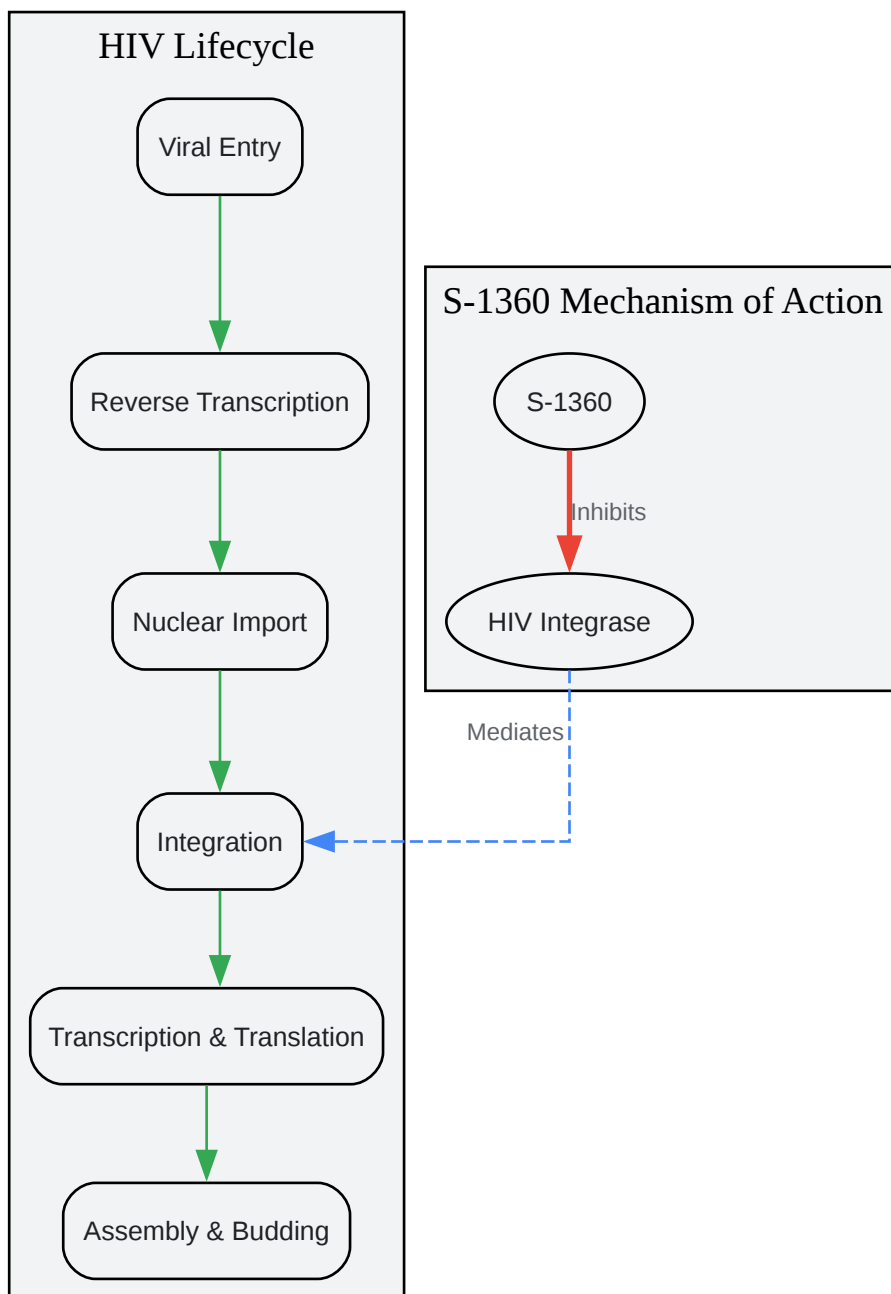 HIV Lifecycle
Viral Entry
Reverse Transcription
Nuclear Import
Integration
Transcription & Translation
Assembly & Budding
S-1360 Mechanism of Action
S-1360
Inhibits
HIV Integrase
Mediates